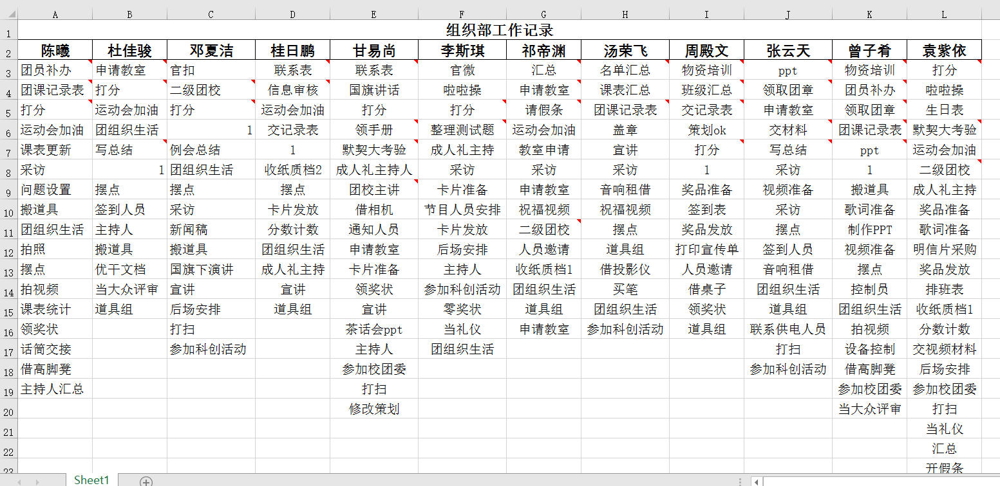 A B C D E F G H I J K L
1 组织部工作记录
2 陈曦 杜佳骏 邓夏洁 桂日鹏 甘易尚 李斯琪 祁帝渊 汤荣飞 周殿文 张云天 曾子肴 袁紫依
3 团员补办 申请教室 官扣 联系表 联系表 官微 汇总 名单汇总 物资培训 ppt 物资培训 打分
4 团课记录表 打分 二级团校 信息审核 国旗讲话 啦啦操 申请教室 课表汇总 班级汇总 领取团章 团员补办 啦啦操
5 打分 运动会加油 打分 运动会加油 打分 打分 请假条 团课记录表 交记录表 申请教室 领取团章 生日表
6 运动会加油 团组织生活 1 交记录表 领手册 整理测试题 运动会加油 盖章 策划ok 交材料 团课记录表 默契大考验
7 课表更新 写总结 例会总结 1 默契大考验 成人礼主持 教室申请 宣讲 打分 写总结 ppt 运动会加油
8 采访 1 团组织生活 收纸质档2 成人礼主持人 采访 采访 采访 1 采访 1 二级团校
9 问题设置 摆点 摆点 摆点 团校主讲 卡片准备 申请教室 音响租借 奖品准备 视频准备 搬道具 成人礼主持
10 搬道具 签到人员 采访 卡片发放 借相机 节目人员安排 祝福视频 祝福视频 签到表 采访 歌词准备 奖品准备
11 团组织生活 主持人 新闻稿 分数计数 通知人员 卡片发放 二级团校 摆点 奖品发放 摆点 制作PPT 歌词准备
12 拍照 搬道具 搬道具 团组织生活 申请教室 后场安排 人员邀请 道具组 打印宣传单 签到人员 视频准备 明信片采购
13 摆点 优干文档 国旗下演讲 成人礼主持 卡片准备 主持人 收纸质档1 借投影仪 人员邀请 音响租借 摆点 奖品发放
14 拍视频 当大众评审 宣讲 宣讲 领奖状 参加科创活动 团组织生活 买笔 借桌子 团组织生活 控制员 排班表
15 课表统计 道具组 后场安排 道具组 宣讲 零奖状 道具组 团组织生活 领奖状 道具组 团组织生活 收纸质档1
16 领奖状 打扫 茶话会ppt 当礼仪 申请教室 参加科创活动 道具组 联系供电人员 拍视频 分数计数
17 话筒交接 参加科创活动 主持人 团组织生活 打扫 设备控制 交视频材料
18 借高脚凳 参加校团委 参加科创活动 借高脚凳 后场安排
19 主持人汇总 打扫 参加校团委 参加校团委
20 修改策划 当大众评审 打扫
21 当礼仪
22 汇总
23 开假条
Sheet1